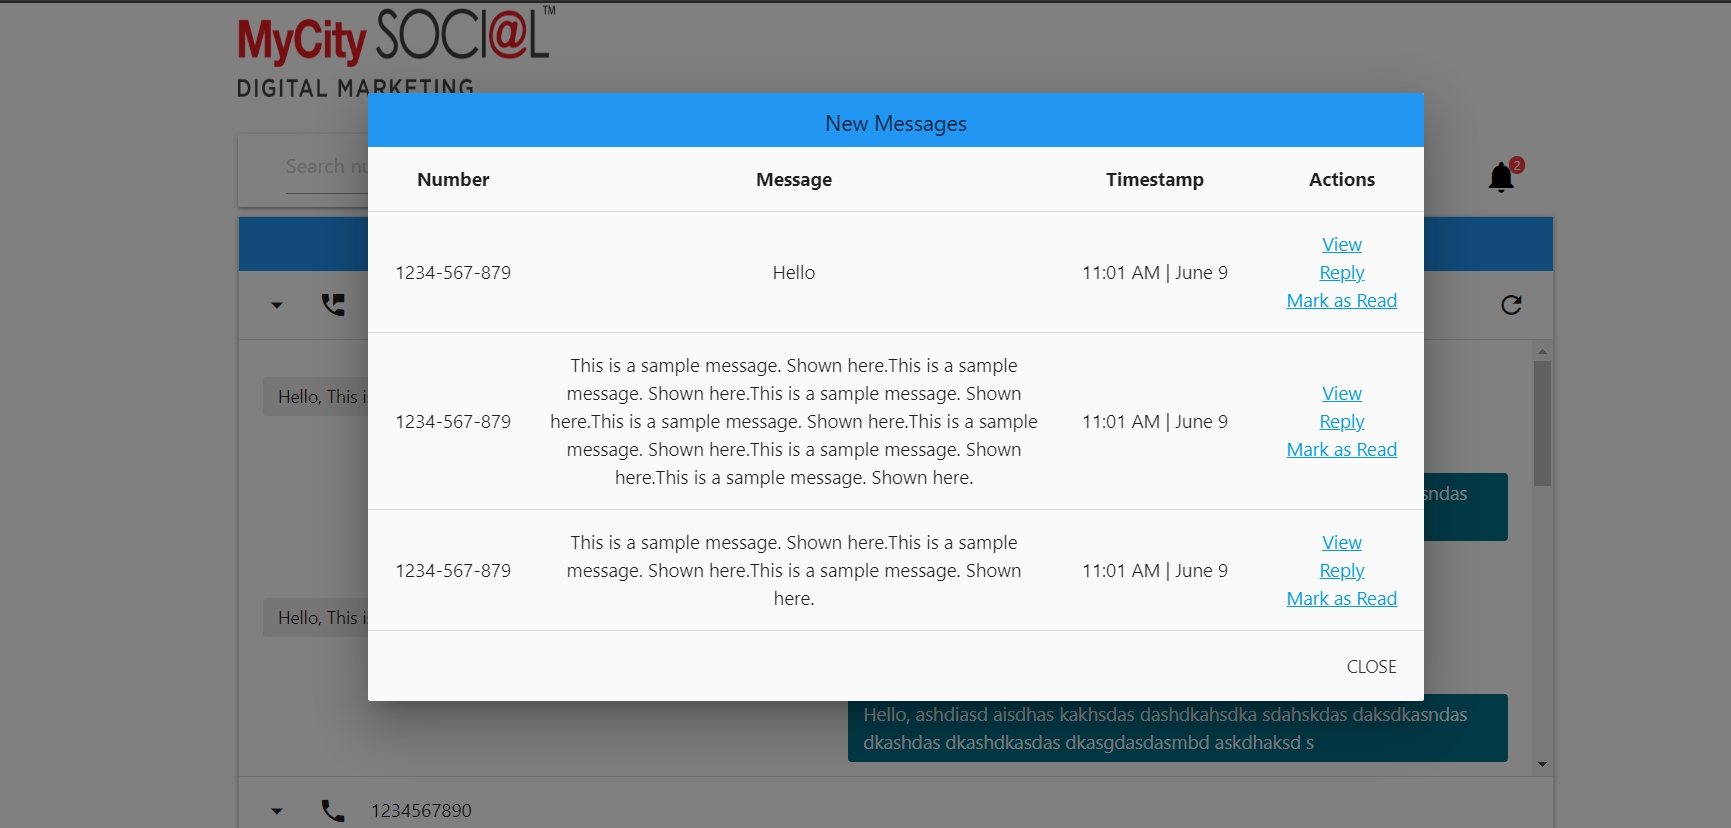 MyCity SOCI@L™
DIGITAL MARKETING
New Messages
Search nu
2
Number Message Timestamp Actions
1234-567-879 Hello 11:01 AM | June 9
View
Reply
Mark as Read
Hello, This i
This is a sample message. Shown here.This is a sample
message. Shown here.This is a sample message. Shown
1234-567-879 here.This is a sample message. Shown here.This is a sample 11:01 AM | June 9
message. Shown here.This is a sample message. Shown
here.This is a sample message. Shown here.
View
Reply
Mark as Read
sndas
This is a sample message. Shown here.This is a sample
1234-567-879 message. Shown here.This is a sample message. Shown 11:01 AM | June 9
here.
View
Reply
Mark as Read
Hello, This i
CLOSE
Hello, ashdiasd aisdhas kakhsdas dashdkahsdka sdahskdas daksdkasndas
dkashdas dkashdkasdas dkasgdasdasmbd askdhaksd s
1234567890